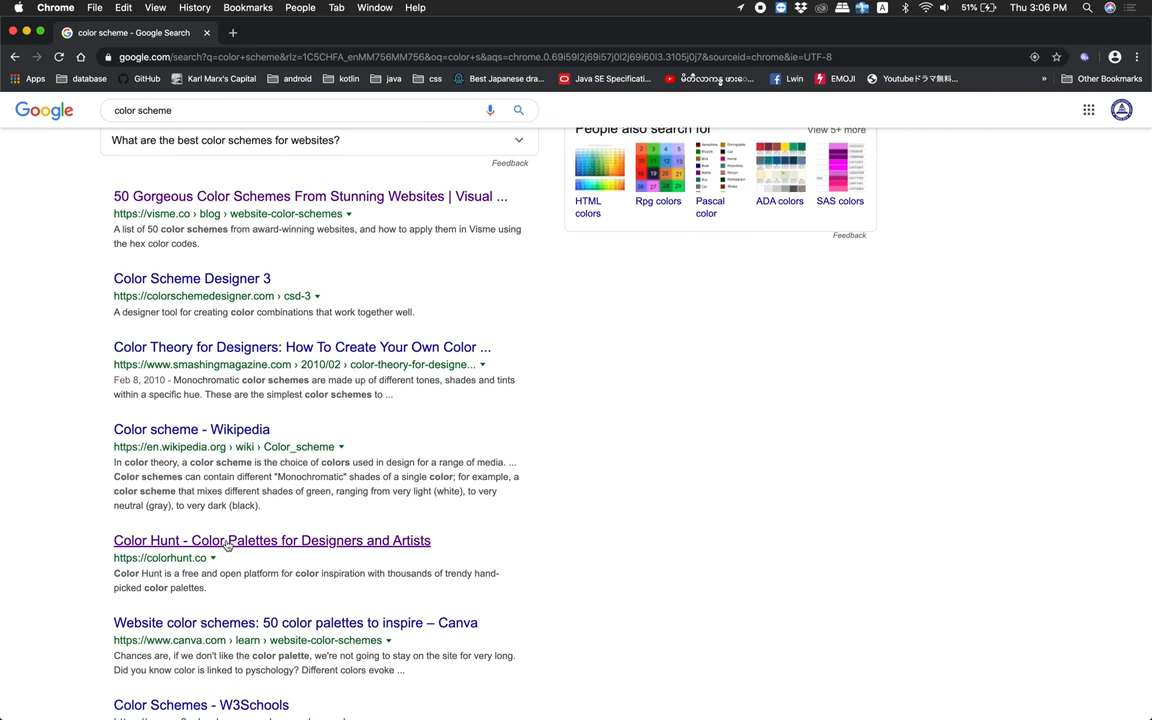 Chrome File Edit View History Bookmarks People Tab Window Help 51% Thu 3:06 PM
color scheme - Google Search
google.com/search?q=color+scheme&rlz=1C5CHFA_enMM756MM756&oq=color+s&aqs=chrome.0.69i59l2j69i57j0l2j69i60l3.3105j0j7&sourceid=chrome&ie=UTF-8
Apps database GitHub Karl Marx's Capital android kotlin java css Best Japanese dra... Java SE Specificati... Lwin EMOJI Youtubeドラマ無料... » Other Bookmarks
Google color scheme
What are the best color schemes for websites?
Feedback
People also search for View 5+ more
HTML colors
Rpg colors
Pascal color
ADA colors
SAS colors
Feedback
50 Gorgeous Color Schemes From Stunning Websites | Visual ...
https://visme.co › blog › website-color-schemes
A list of 50 color schemes from award-winning websites, and how to apply them in Visme using
the hex color codes.
Color Scheme Designer 3
https://colorschemedesigner.com › csd-3
A designer tool for creating color combinations that work together well.
Color Theory for Designers: How To Create Your Own Color ...
https://www.smashingmagazine.com › 2010/02 › color-theory-for-designe...
Feb 8, 2010 - Monochromatic color schemes are made up of different tones, shades and tints
within a specific hue. These are the simplest color schemes to ...
Color scheme - Wikipedia
https://en.wikipedia.org › wiki › Color_scheme
In color theory, a color scheme is the choice of colors used in design for a range of media. ...
Color schemes can contain different "Monochromatic" shades of a single color; for example, a
color scheme that mixes different shades of green, ranging from very light (white), to very
neutral (gray), to very dark (black).
Color Hunt - Color Palettes for Designers and Artists
https://colorhunt.co
Color Hunt is a free and open platform for color inspiration with thousands of trendy hand-
picked color palettes.
Website color schemes: 50 color palettes to inspire – Canva
https://www.canva.com › learn › website-color-schemes
Chances are, if we don't like the color palette, we're not going to stay on the site for very long.
Did you know color is linked to pyschology? Different colors evoke ...
Color Schemes - W3Schools